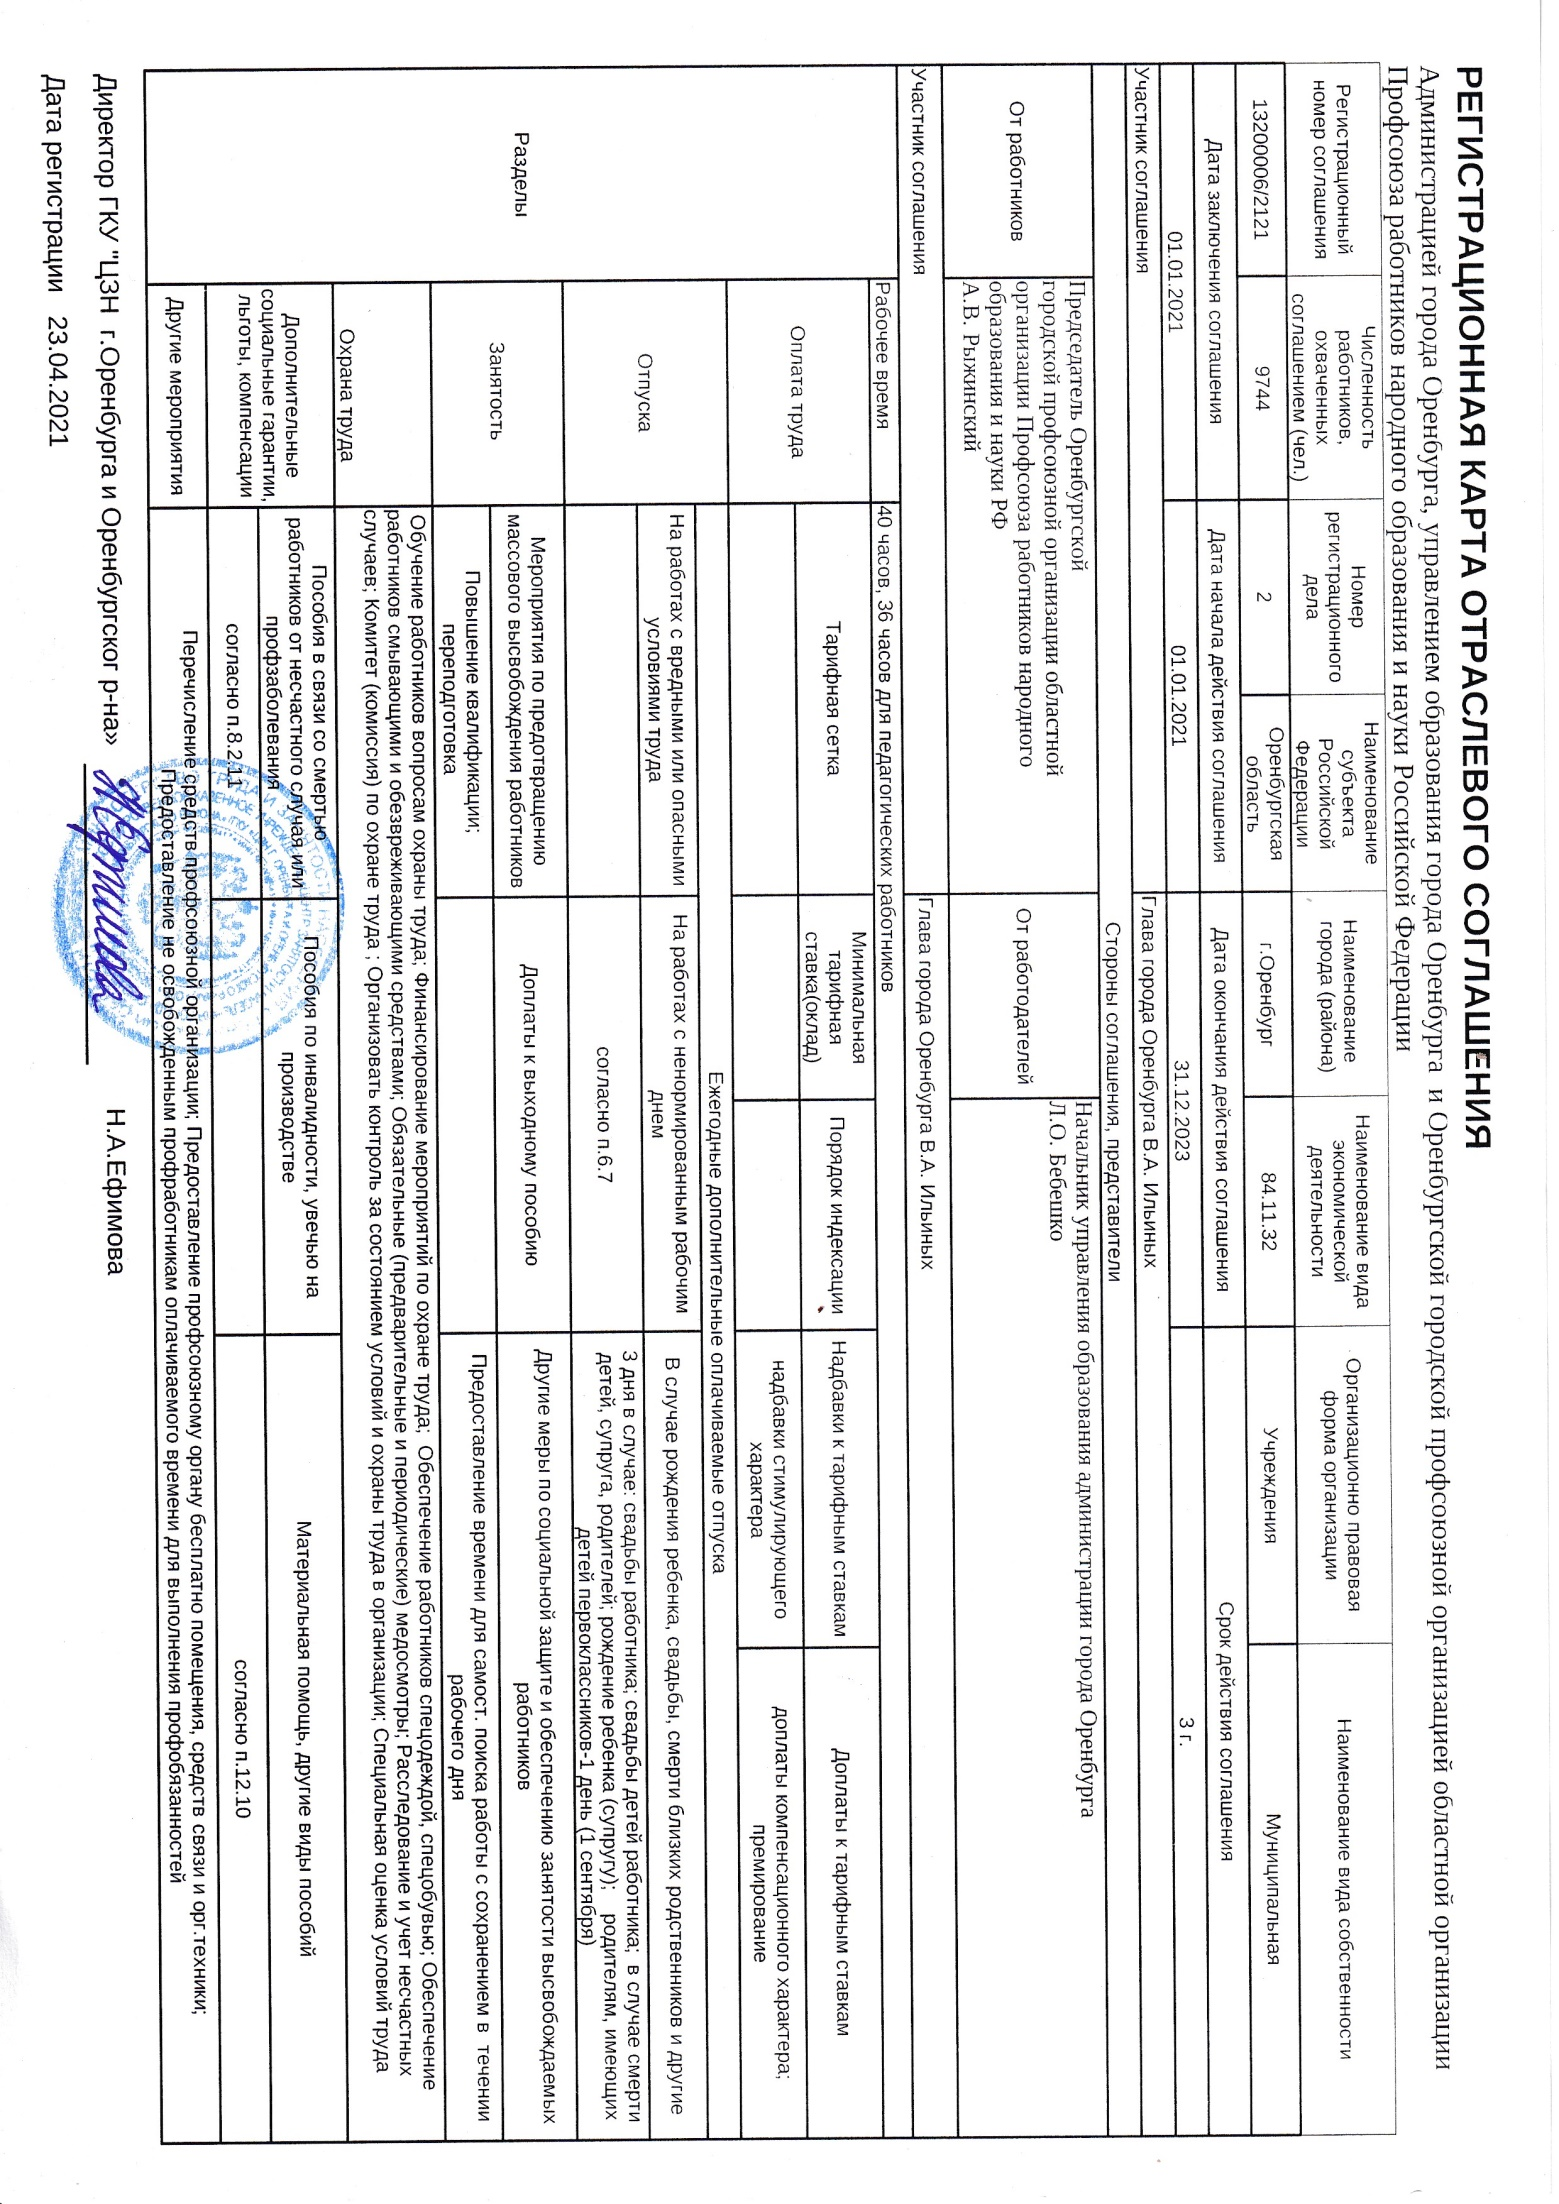 РЕГИСТРАЦИОННАЯ КАРТА ОТРАСЛЕВОГО СОГЛАШЕНИЯ
Администрацией города Оренбурга, управлением образования города Оренбурга и Оренбургской городской профсоюзной организацией областной организации
Профсоюза работников народного образования и науки Российской Федерации
Регистрационный
номер соглашения
Численность
работников,
охваченных
соглашением (чел.)
Номер
регистрационного
дела
Наименование
субъекта
Российской
Федерации
Наименование
города (района)
Наименование вида
экономической
деятельности
Организационно правовая
форма организации
Наименование вида собственности
13200006/2121
9744
2
Оренбургская
область
г.Оренбург
84.11.32
Учреждения
Муниципальная
Дата заключения соглашения
Дата начала действия соглашения
Дата окончания действия соглашения
Срок действия соглашения
01.01.2021
01.01.2021
31.12.2023
3 г.
Участник соглашения
Глава города Оренбурга В.А. Ильиных
Стороны соглашения, представители
От работников
Председатель Оренбургской
городской профсоюзной организации областной
организации Профсоюза работников народного
образования и науки РФ
А.В. Рыжинский
От работодателей
Начальник управления образования администрации города Оренбурга
Л.О. Бебешко
Участник соглашения
Глава города Оренбурга В.А. Ильиных
Разделы
Рабочее время
40 часов, 36 часов для педагогических работников
Оплата труда
Тарифная сетка
Минимальная
тарифная
ставка(оклад)
Порядок индексации
Надбавки к тарифным ставкам
Доплаты к тарифным ставкам
надбавки стимулирующего
характера
доплаты компенсационного характера;
премирование
Отпуска
Ежегодные дополнительные оплачиваемые отпуска
На работах с вредными или опасными
условиями труда
На работах с ненормированным рабочим
днем
В случае рождения ребенка, свадьбы, смерти близких родственников и другие
согласно п.6.7
3 дня в случае: свадьбы работника; свадьбы детей работника; в случае смерти
детей, супруга, родителей; рождение ребенка (супругу); родителям, имеющих
детей первоклассников-1 день (1 сентября)
Занятость
Мероприятия по предотвращению
массового высвобождения работников
Доплаты к выходному пособию
Другие меры по социальной защите и обеспечению занятости высвобождаемых
работников
Повышение квалификации;
переподготовка
Предоставление времени для самост. поиска работы с сохранением в течении
рабочего дня
Охрана труда
Обучение работников вопросам охраны труда; Финансирование мероприятий по охране труда; Обеспечение работников спецодеждой, спецобувью; Обеспечение
работников смывающими и обезвреживающими средствами; Обязательные (предварительные и периодические) медосмотры; Расследование и учет несчастных
случаев; Комитет (комиссия) по охране труда ; Организовать контроль за состоянием условий и охраны труда в организации; Специальная оценка условий труда
Дополнительные
социальные гарантии,
льготы, компенсации
Пособия в связи со смертью
работников от несчастного случая или
профзаболевания
Пособия по инвалидности, увечью на
производстве
Материальная помощь, другие виды пособий
согласно п.8.2.11
согласно п.12.10
Другие мероприятия
Перечисление средств профсоюзной организации; Предоставление профсоюзному органу бесплатно помещения, средств связи и орг.техники;
Предоставление не освобожденным профработникам оплачиваемого времени для выполнения профобязанностей
Директор ГКУ "ЦЗН г.Оренбурга и Оренбургског р-на» Н.А.Ефимова
Дата регистрации 23.04.2021